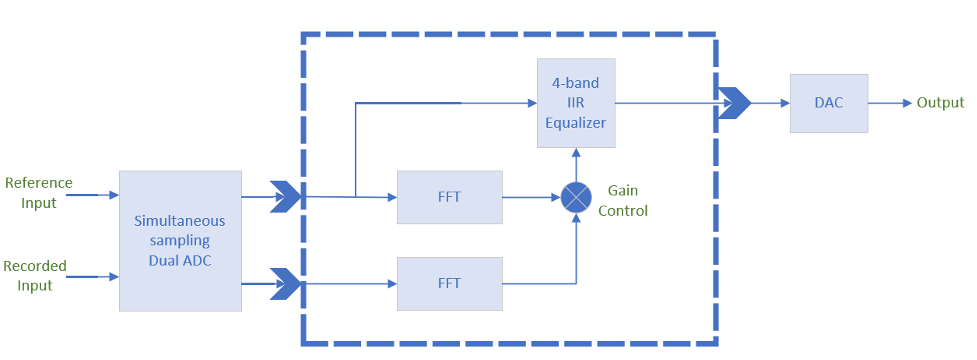 Reference
Input
Recorded
Input
Simultaneous
sampling
Dual ADC
FFT
FFT
4-band
IIR
Equalizer
Gain
Control
DAC
Output